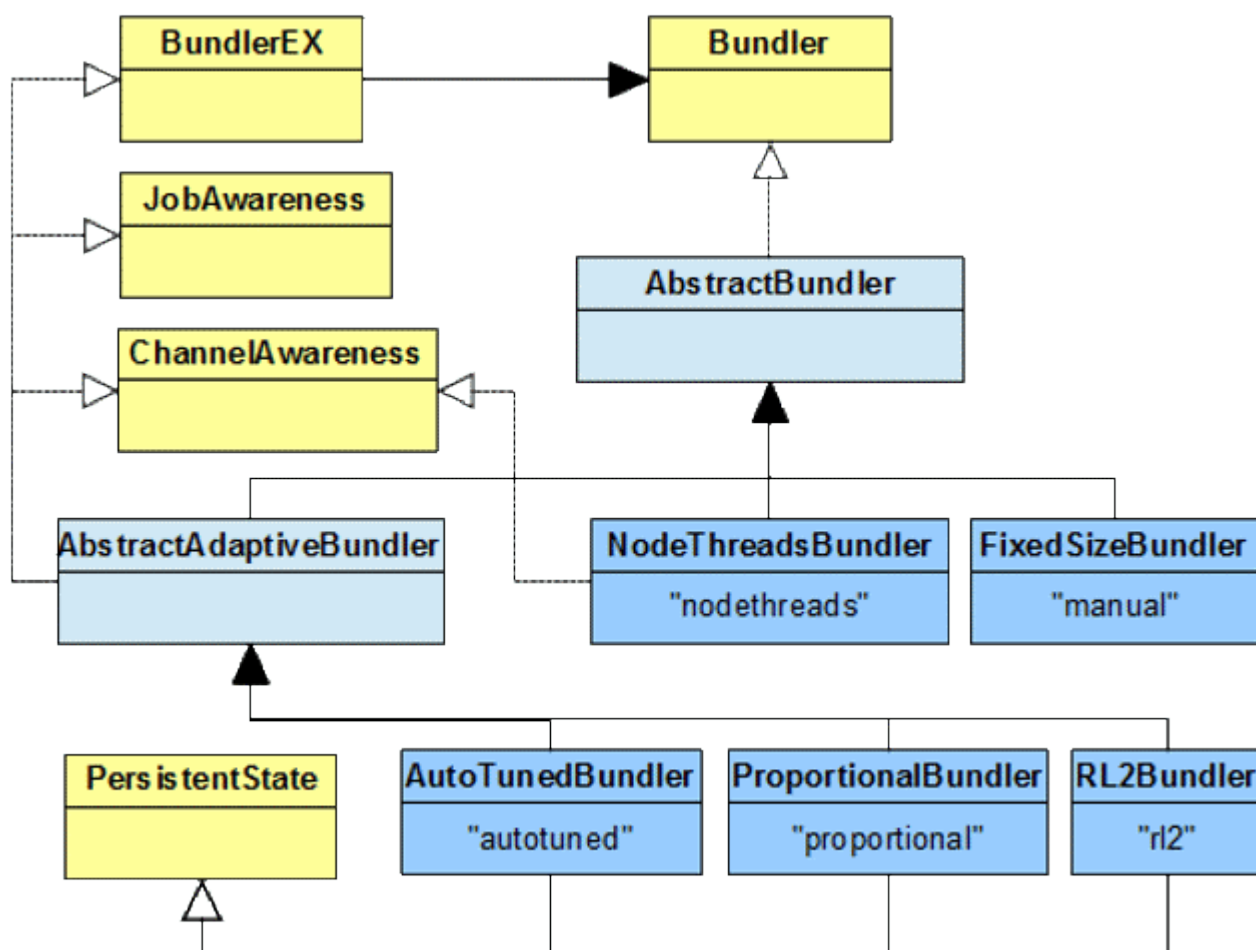 BundlerEX
Bundler
JobAwareness
AbstractBundler
ChannelAwareness
AbstractAdaptiveBundler
NodeThreadsBundler
"nodethreads"
FixedSizeBundler
"manual"
PersistentState
AutoTunedBundler
"autotuned"
ProportionalBundler
"proportional"
RL2Bundler
"rl2"